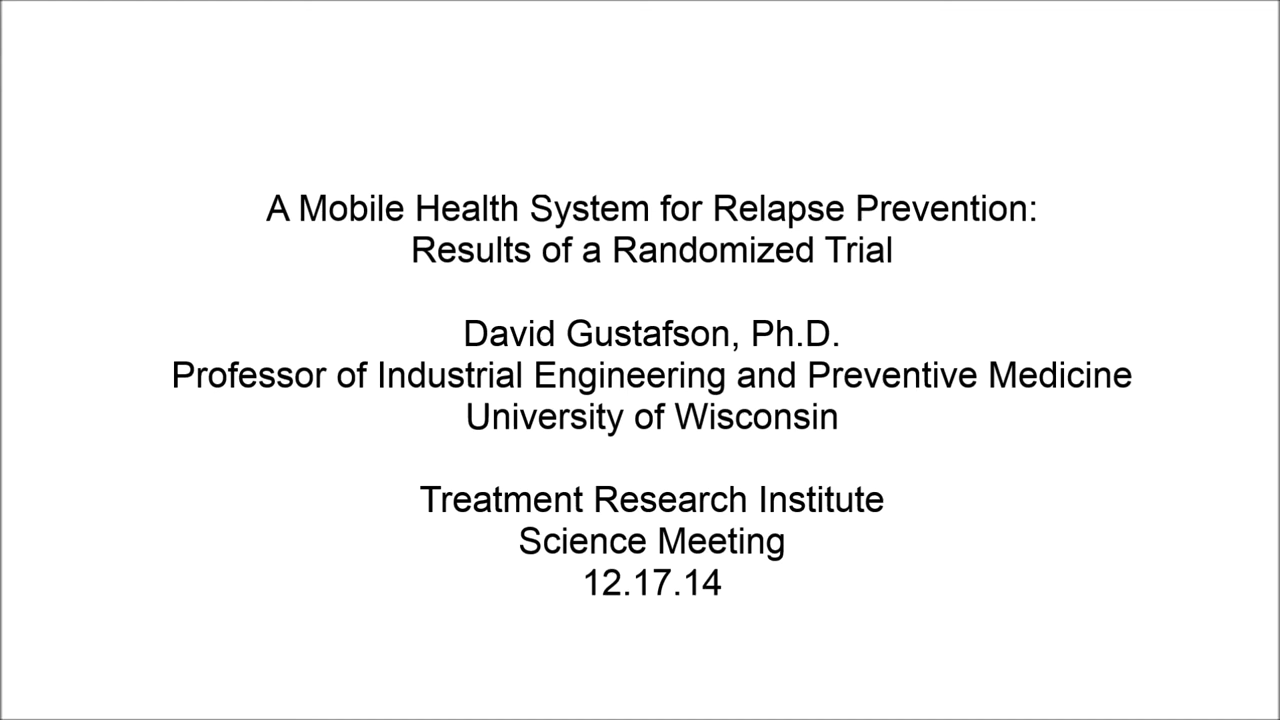 A Mobile Health System for Relapse Prevention:
Results of a Randomized Trial
David Gustafson, Ph.D.
Professor of Industrial Engineering and Preventive Medicine
University of Wisconsin
Treatment Research Institute
Science Meeting
12.17.14